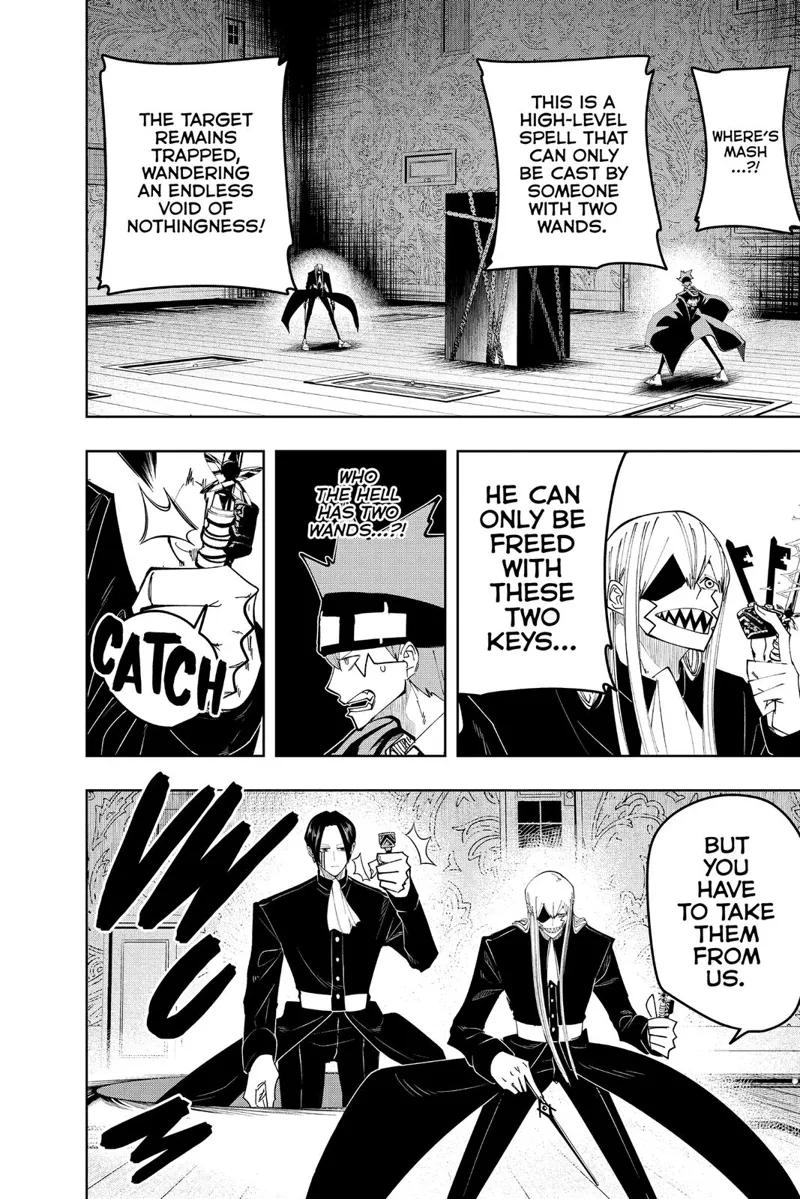 WHERE'S
MASH
...?!
THIS IS A
HIGH-LEVEL
SPELL THAT
CAN ONLY
BE CAST BY
SOMEONE
WITH TWO
WANDS.
THE TARGET
REMAINS
TRAPPED,
WANDERING
AN ENDLESS
VOID OF
NOTHINGNESS!
HE CAN
ONLY BE
FREED
WITH
THESE
TWO
KEYS...
WHO
THE HELL
HAS TWO
WANDS...?!
CATCH
BUT
YOU
HAVE
TO TAKE
THEM
FROM
US.
VWUM